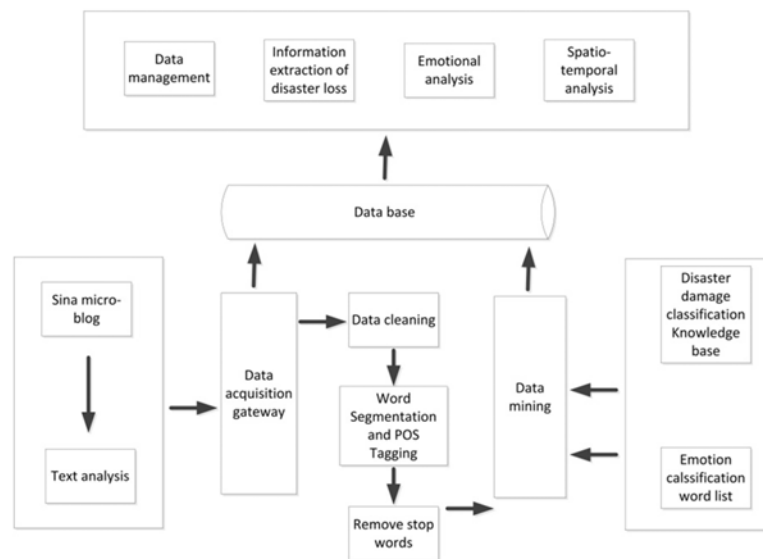 Data
management
Information
extraction of
disaster loss
Emotional
analysis
Spatio-
temporal
analysis
Data base
Sina micro-
blog
Text analysis
Data
acquisition
gateway
Data cleaning
Word
Segmentation
and POS
Tagging
Remove stop
words
Data
mining
Disaster
damage
classification
Knowledge
base
Emotion
calssification
word list